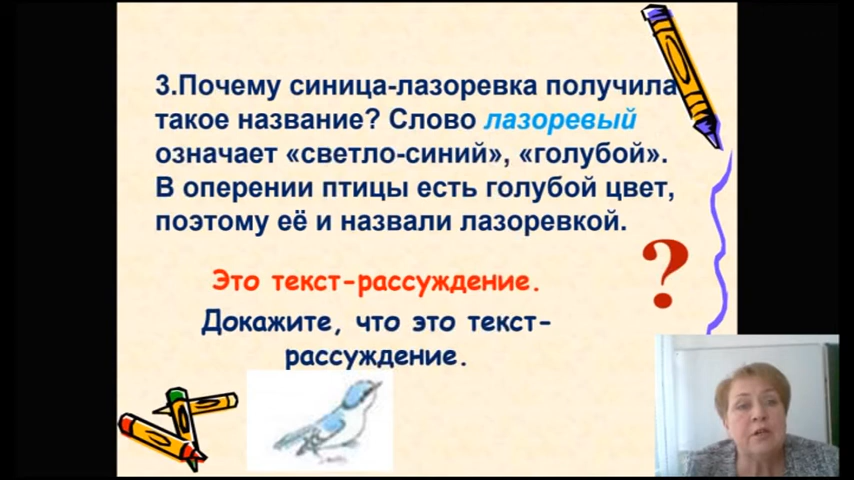 3.Почему синица-лазоревка получила
такое название? Слово лазоревый
означает «светло-синий», «голубой».
В оперении птицы есть голубой цвет,
поэтому её и назвали лазоревкой.
Это текст-рассуждение.
?
Докажите, что это текст-
рассуждение.